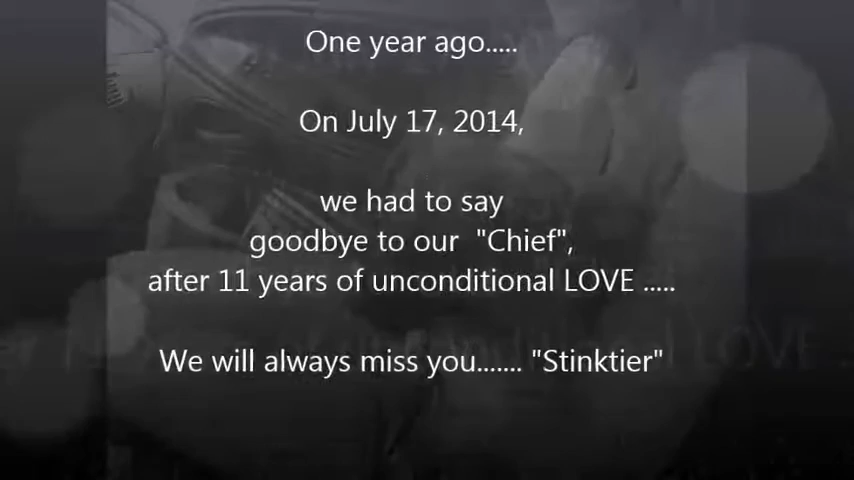 One year ago.....
On July 17, 2014,
we had to say
goodbye to our "Chief",
after 11 years of unconditional LOVE .....
We will always miss you....... "Stinktier"
LOVE